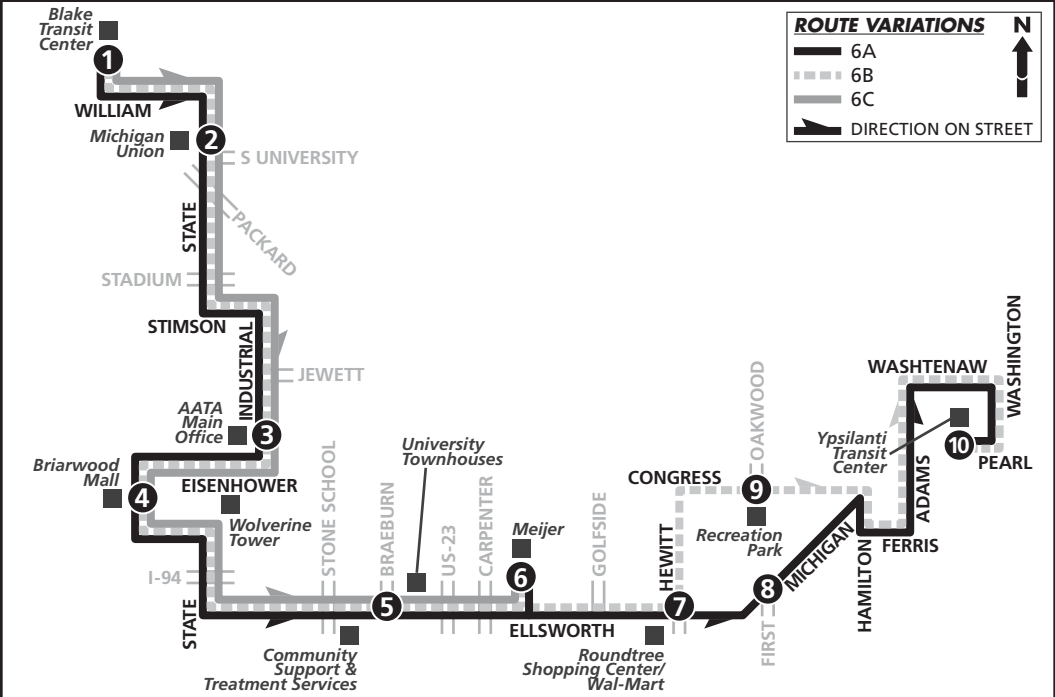 Blake
Transit
Center
1
WILLIAM
Michigan
Union
2
S UNIVERSITY
STATE
PACKARD
STADIUM
STIMSON
INDUSTRIAL
JEWETT
AATA
Main
Office
3
Briarwood
Mall
4
EISENHOWER
Wolverine
Tower
I-94
STATE
STONE SCHOOL
BRAEBURN
5
Community
Support &
Treatment Services
University
Townhouses
US-23
CARPENTER
Meijer
6
ELLSWORTH
GOLFSIDE
HEWITT
7
Roundtree
Shopping Center/
Wal-Mart
CONGRESS
OAKWOOD
9
Recreation
Park
8
FIRST
MICHIGAN
HAMILTON
FERRIS
ADAMS
WASHTENAW
WASHINGTON
Ypsilanti
Transit
Center
10
PEARL
ROUTE VARIATIONS
N
6A
6B
6C
DIRECTION ON STREET